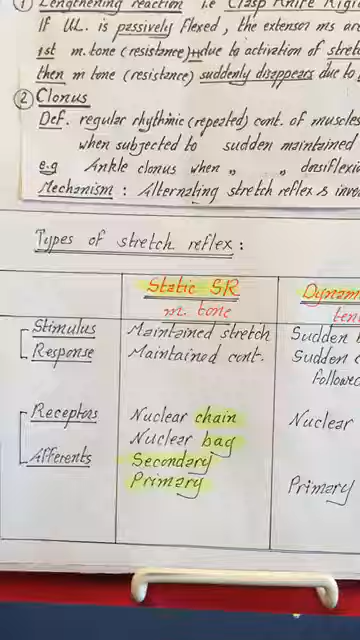 ① Lengthening reaction i.e Clasp Knife Rigi
If UL. is passively flexed, the extensor ms ar
1st m. tone (resistance) ++ due to activation of stret
then m tone (resistance) suddenly disappears due to
② Clonus
Def. regular rhythmic (repeated) cont. of muscles
when subjected to sudden maintained
e.g Ankle clonus when „ „ dosiflexi
Mechanism : Alternating stretch reflex & inve
Types of stretch reflex :
Static SR Dynam
m. tone ten
Stimulus Maintained stretch Sudden
Response Maintained cont. Sudden c
followed
Receptors Nuclear chain Nuclear
Nuclear bag
Afferents Secondary
Primary Primary